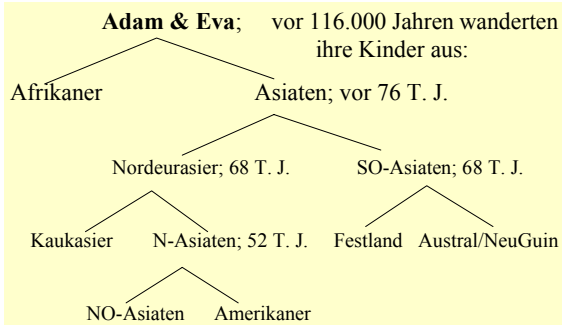 Adam & Eva; vor 116.000 Jahren wanderten
ihre Kinder aus:
Afrikaner Asiaten; vor 76 T. J.
Nordeurasier; 68 T. J. SO-Asiaten; 68 T. J.
Kaukasier N-Asiaten; 52 T. J. Festland Austral/NeuGuin
NO-Asiaten Amerikaner